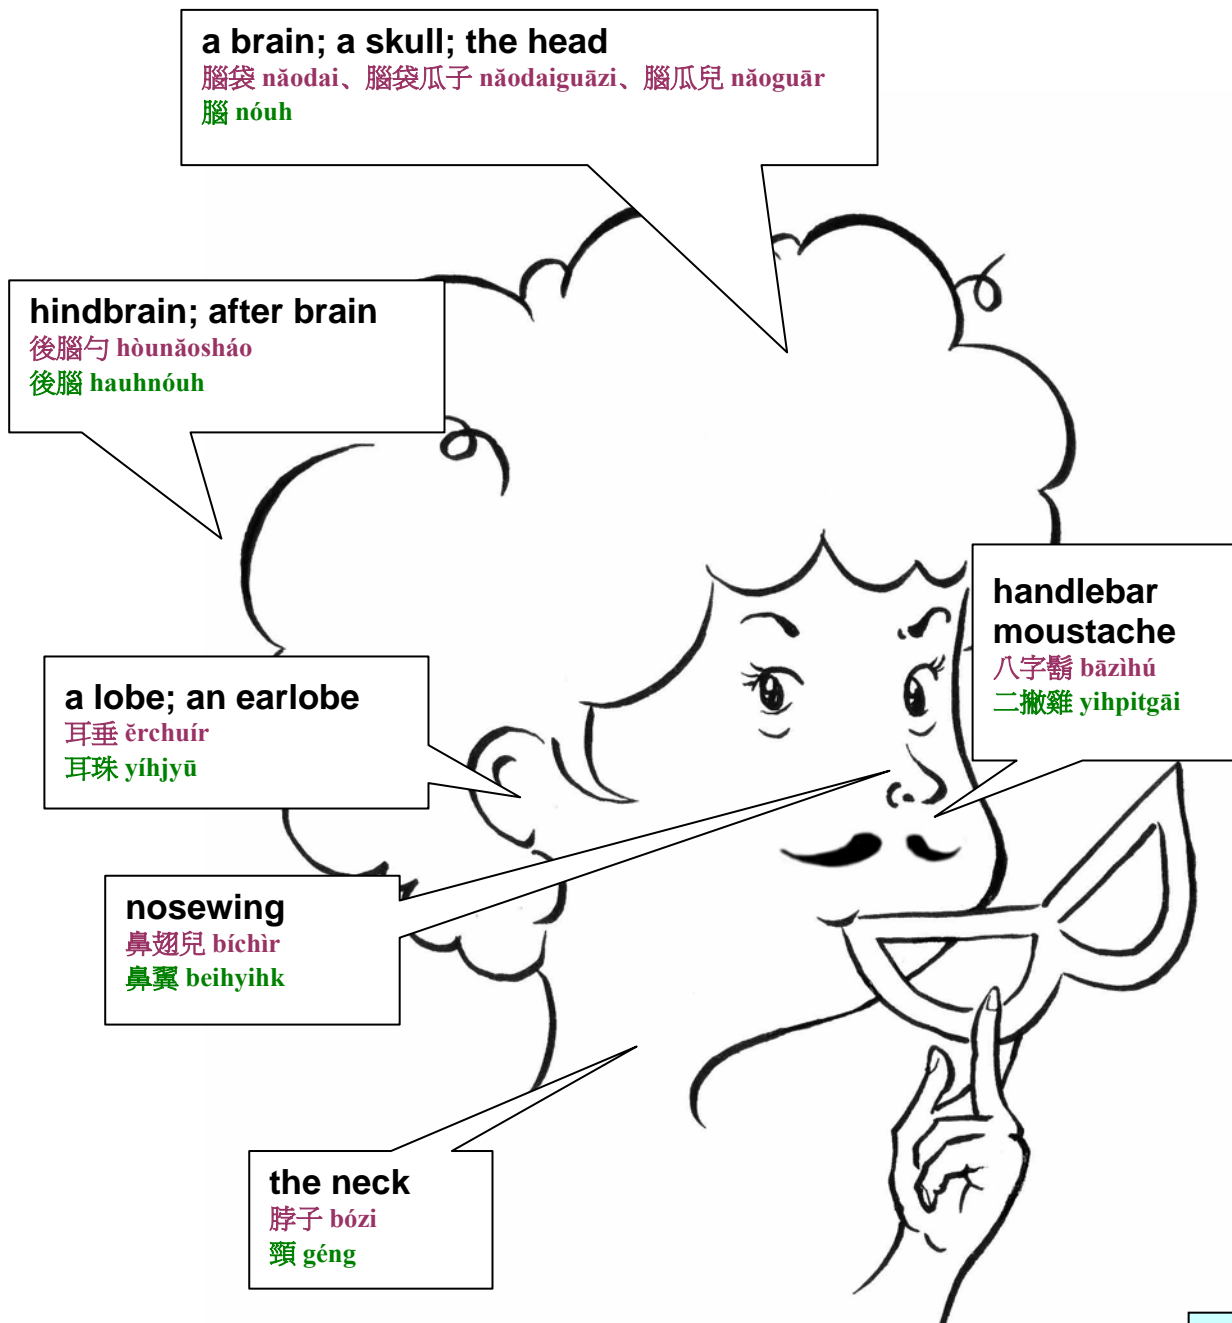 a brain; a skull; the head
腦袋 nǎodai、腦袋瓜子 nǎodaiguāzi、腦瓜兒 nǎoguār
腦 nóuh
hindbrain; after brain
後腦勺 hòunǎosháo
後腦 hauhnóuh
handlebar
moustache
八字鬍 bāzìhú
二撇雞 yihpitgāi
a lobe; an earlobe
耳垂 ěrchuír
耳珠 yíhjyū
nosewing
鼻翅兒 bíchìr
鼻翼 beihyihk
the neck
脖子 bózi
頸 géng